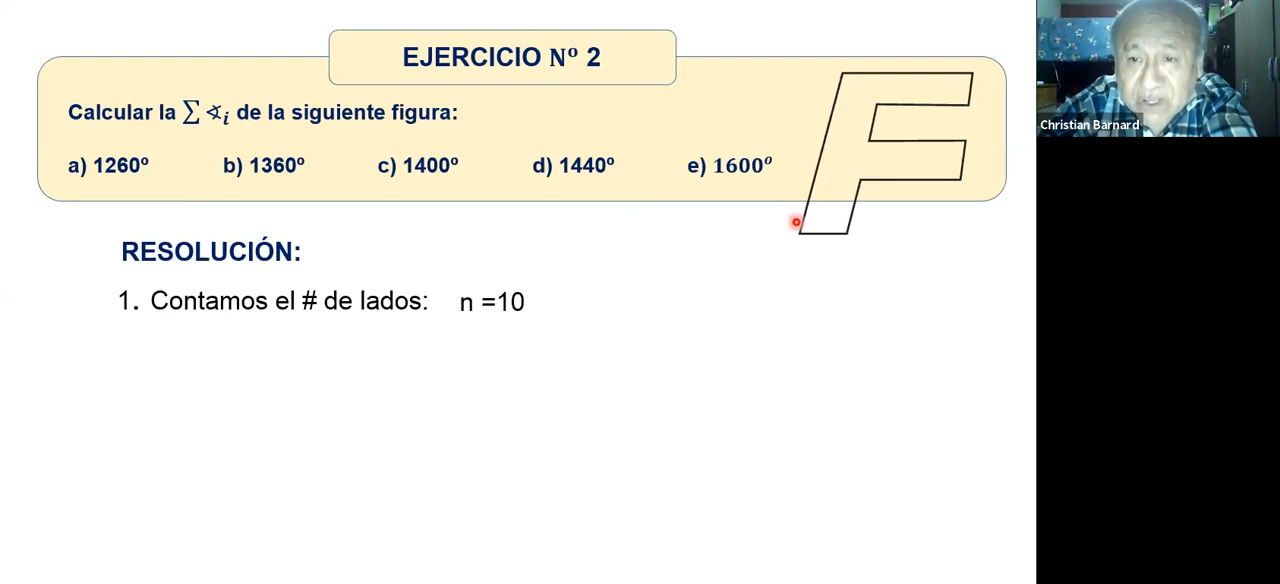 EJERCICIO Nº 2
Calcular la ∑ ∢ᵢ de la siguiente figura:
a) 1260º b) 1360º c) 1400º d) 1440º e) 1600º
RESOLUCIÓN:
1. Contamos el # de lados: n =10
Christian Barnard